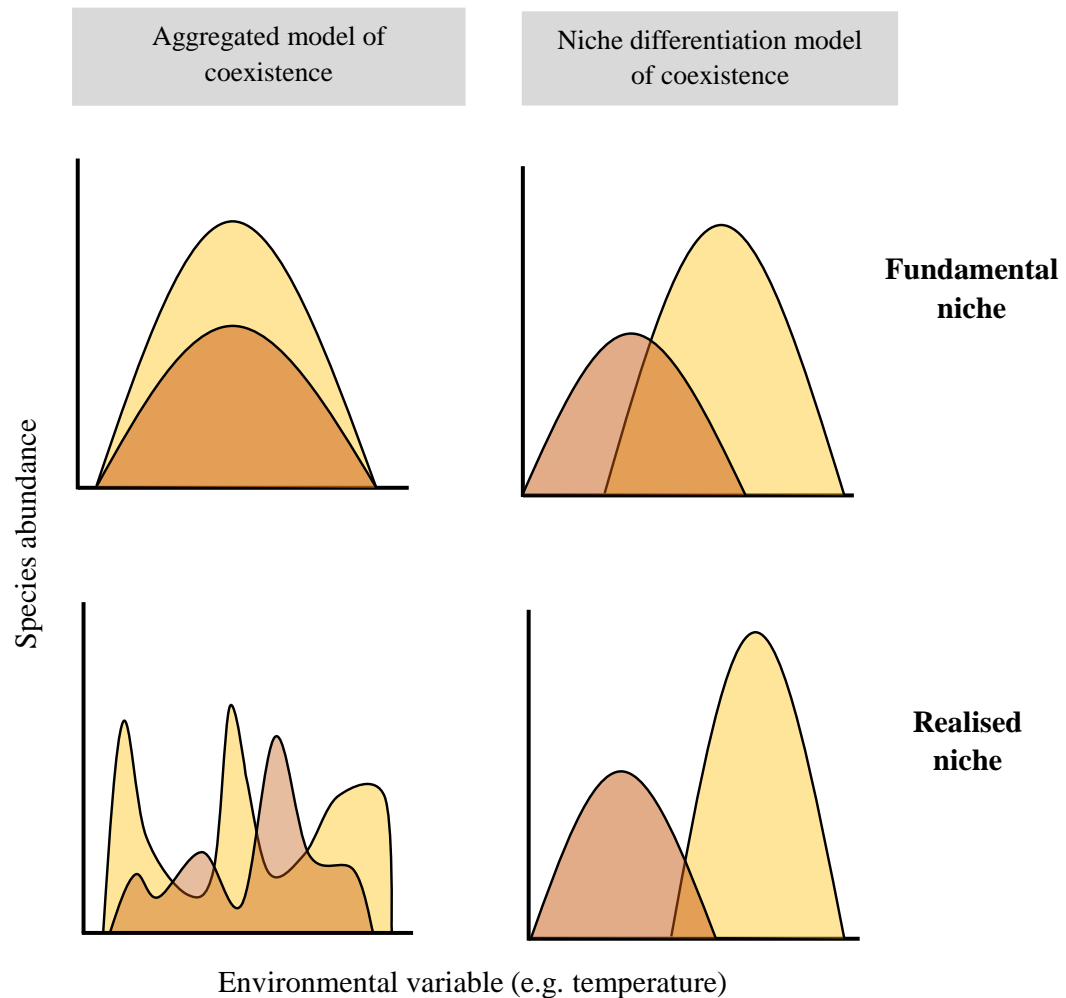 Aggregated model of
coexistence
Niche differentiation model
of coexistence
Fundamental
niche
Species abundance
Realised
niche
Environmental variable (e.g. temperature)